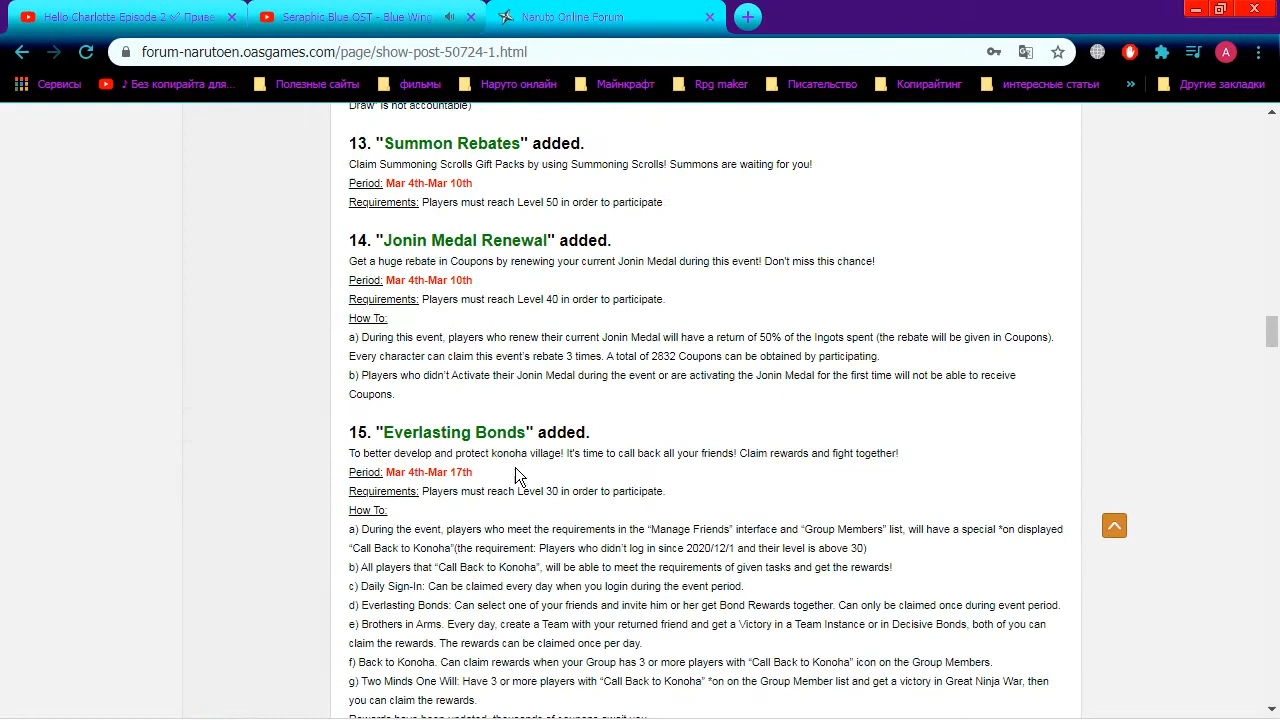 Hello Charlotte Episode 2 ✅ Приве
Seraphic Blue OST - Blue Wing
Naruto Online Forum
forum-narutoen.oasgames.com/page/show-post-50724-1.html
A
Сервисы
♪ Без копирайта для...
Полезные сайты
фильмы
Наруто онлайн
Майнкрафт
Rpg maker
Писательство
Копирайтинг
интересные статьи
»
Другие закладки
Draw" is not accountable)
13. "Summon Rebates" added.
Claim Summoning Scrolls Gift Packs by using Summoning Scrolls! Summons are waiting for you!
Period: Mar 4th-Mar 10th
Requirements: Players must reach Level 50 in order to participate
14. "Jonin Medal Renewal" added.
Get a huge rebate in Coupons by renewing your current Jonin Medal during this event! Don't miss this chance!
Period: Mar 4th-Mar 10th
Requirements: Players must reach Level 40 in order to participate.
How To:
a) During this event, players who renew their current Jonin Medal will have a return of 50% of the Ingots spent (the rebate will be given in Coupons).
Every character can claim this event's rebate 3 times. A total of 2832 Coupons can be obtained by participating.
b) Players who didn't Activate their Jonin Medal during the event or are activating the Jonin Medal for the first time will not be able to receive
Coupons.
15. "Everlasting Bonds" added.
To better develop and protect konoha village! It's time to call back all your friends! Claim rewards and fight together!
Period: Mar 4th-Mar 17th
Requirements: Players must reach Level 30 in order to participate.
How To:
a) During the event, players who meet the requirements in the “Manage Friends” interface and “Group Members” list, will have a special *on displayed
“Call Back to Konoha”(the requirement: Players who didn't log in since 2020/12/1 and their level is above 30)
b) All players that “Call Back to Konoha”, will be able to meet the requirements of given tasks and get the rewards!
c) Daily Sign-In: Can be claimed every day when you login during the event period.
d) Everlasting Bonds: Can select one of your friends and invite him or her get Bond Rewards together. Can only be claimed once during event period.
e) Brothers in Arms. Every day, create a Team with your returned friend and get a Victory in a Team Instance or in Decisive Bonds, both of you can
claim the rewards. The rewards can be claimed once per day.
f) Back to Konoha. Can claim rewards when your Group has 3 or more players with “Call Back to Konoha” icon on the Group Members.
g) Two Minds One Will: Have 3 or more players with “Call Back to Konoha” *on on the Group Member list and get a victory in Great Ninja War, then
you can claim the rewards.
Rewards have been updated, thousands of coupons await you